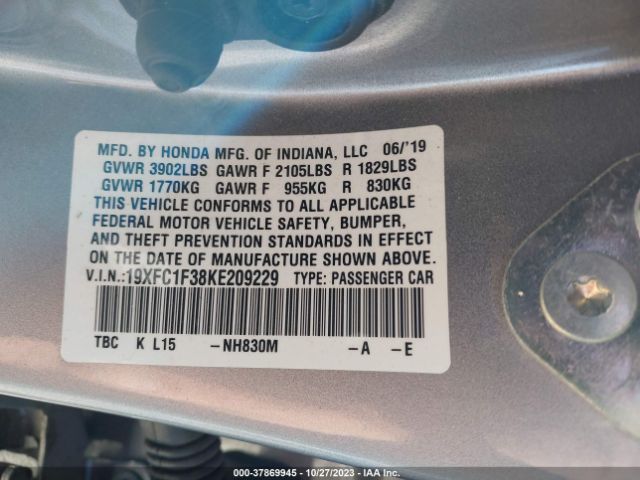 MFD. BY HONDA MFG. OF INDIANA, LLC 06/'19
GVWR 3902LBS GAWR F 2105LBS R 1829LBS
GVWR 1770KG GAWR F 955KG R 830KG
THIS VEHICLE CONFORMS TO ALL APPLICABLE
FEDERAL MOTOR VEHICLE SAFETY, BUMPER,
AND THEFT PREVENTION STANDARDS IN EFFECT
ON THE DATE OF MANUFACTURE SHOWN ABOVE.
V.I.N.:19XFC1F38KE209229 TYPE: PASSENGER CAR
TBC K L15 -NH830M -A -E
000-37869945 - 10/27/2023 - IAA Inc.